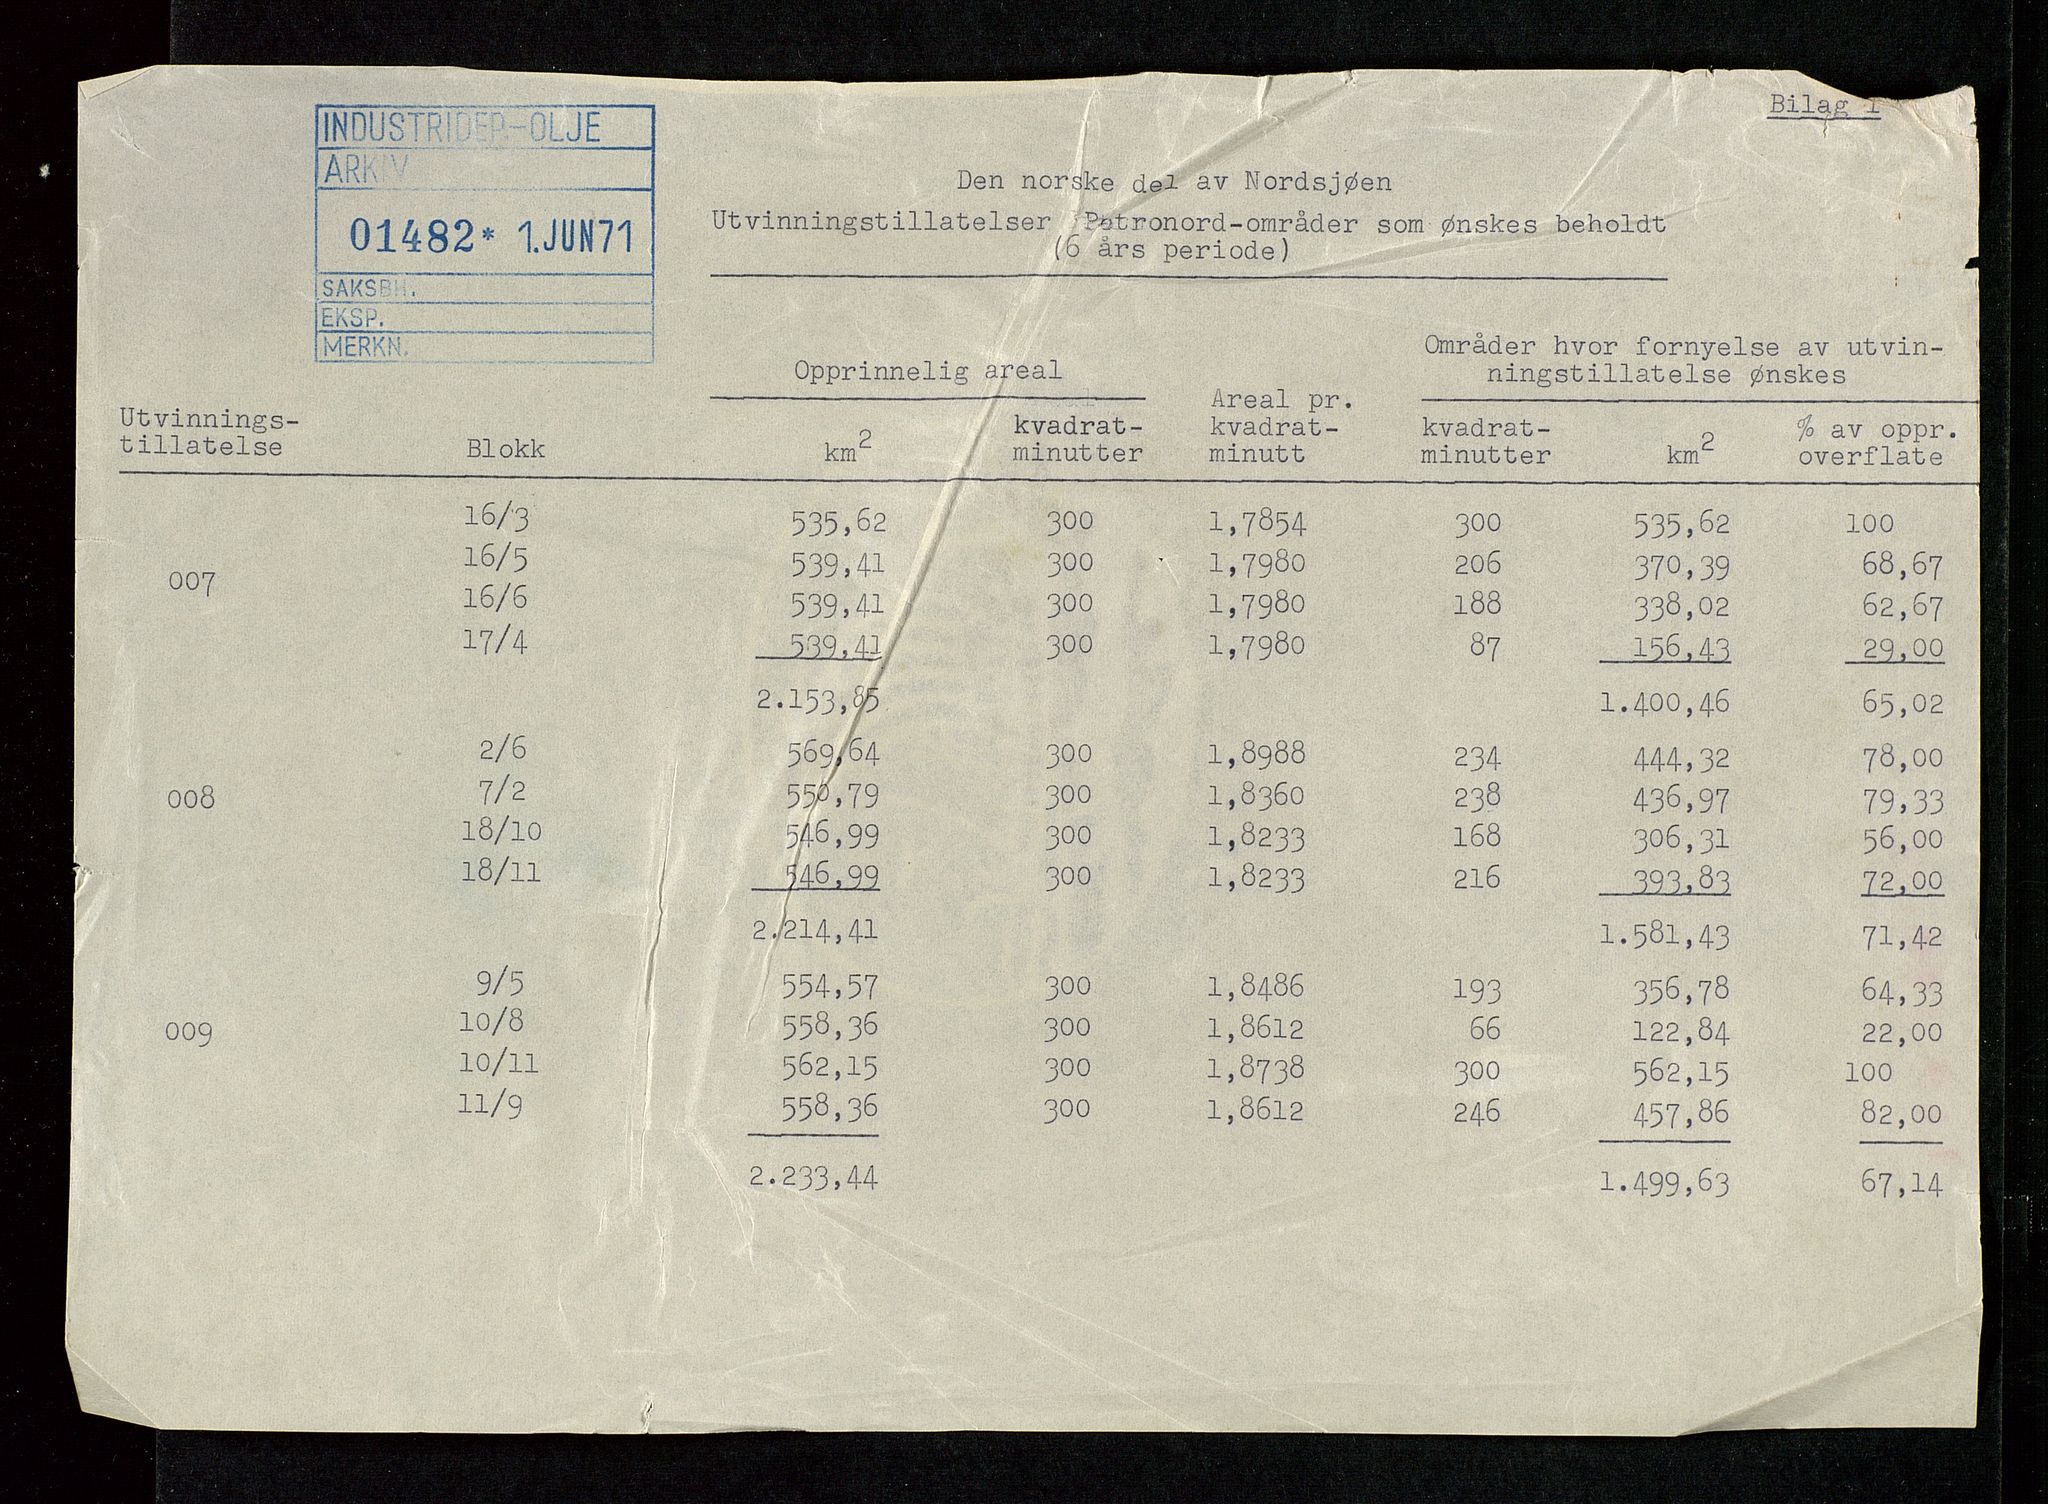 Bilag 1
INDUSTRIDEP.-OLJE
ARKIV
01482* 1.JUN71
SAKSBH.
EKSP.
MERKN.
Den norske del av Nordsjøen
Utvinningstillatelser Petronord-områder som ønskes beholdt
(6 års periode)
Utvinnings-
tillatelse
Blokk
Opprinnelig areal
km²
kvadrat-
minutter
Areal pr.
kvadrat-
minutt
Områder hvor fornyelse av utvin-
ningstillatelse ønskes
kvadrat-
minutter
km²
% av oppr.
overflate
16/3 535,62 300 1,7854 300 535,62 100
16/5 539,41 300 1,7980 206 370,39 68,67
007
16/6 539,41 300 1,7980 188 338,02 62,67
17/4 539,41 300 1,7980 87 156,43 29,00
2.153,85 1.400,46 65,02
2/6 569,64 300 1,8988 234 444,32 78,00
008 7/2 550,79 300 1,8360 238 436,97 79,33
18/10 546,99 300 1,8233 168 306,31 56,00
18/11 546,99 300 1,8233 216 393,83 72,00
2.214,41 1.581,43 71,42
9/5 554,57 300 1,8486 193 356,78 64,33
009 10/8 558,36 300 1,8612 66 122,84 22,00
10/11 562,15 300 1,8738 300 562,15 100
11/9 558,36 300 1,8612 246 457,86 82,00
2.233,44 1.499,63 67,14